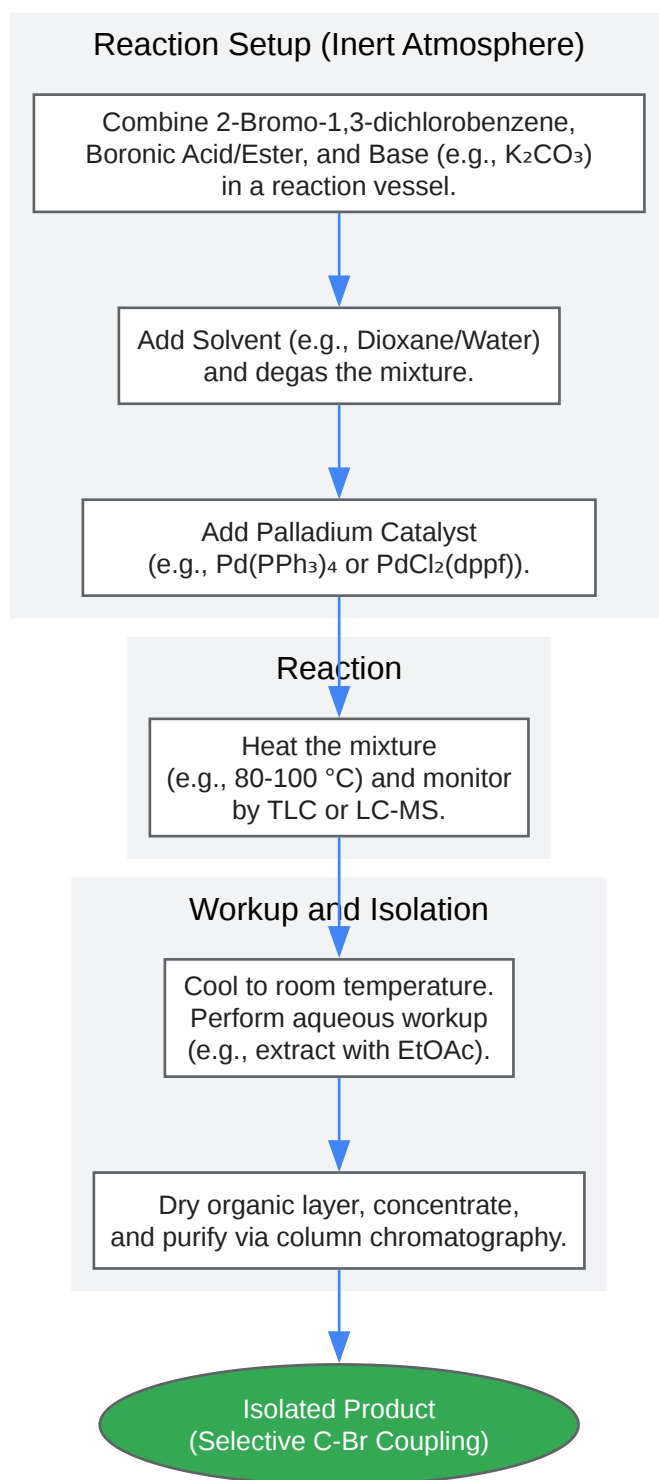 Reaction Setup (Inert Atmosphere)
Combine 2-Bromo-1,3-dichlorobenzene,
Boronic Acid/Ester, and Base (e.g., K₂CO₃)
in a reaction vessel.
Add Solvent (e.g., Dioxane/Water)
and degas the mixture.
Add Palladium Catalyst
(e.g., Pd(PPh₃)₄ or PdCl₂(dppf)).
Reaction
Heat the mixture
(e.g., 80-100 °C) and monitor
by TLC or LC-MS.
Workup and Isolation
Cool to room temperature.
Perform aqueous workup
(e.g., extract with EtOAc).
Dry organic layer, concentrate,
and purify via column chromatography.
Isolated Product
(Selective C-Br Coupling)